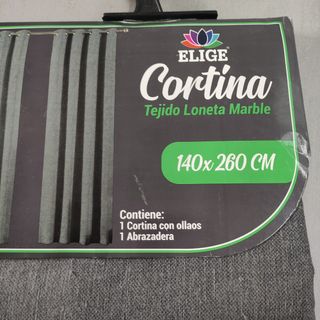 ELIGE
Cortina
Tejido Loneta Marble
140x 260 CM
Contiene:
1 Cortina con ollaos
1 Abrazadera